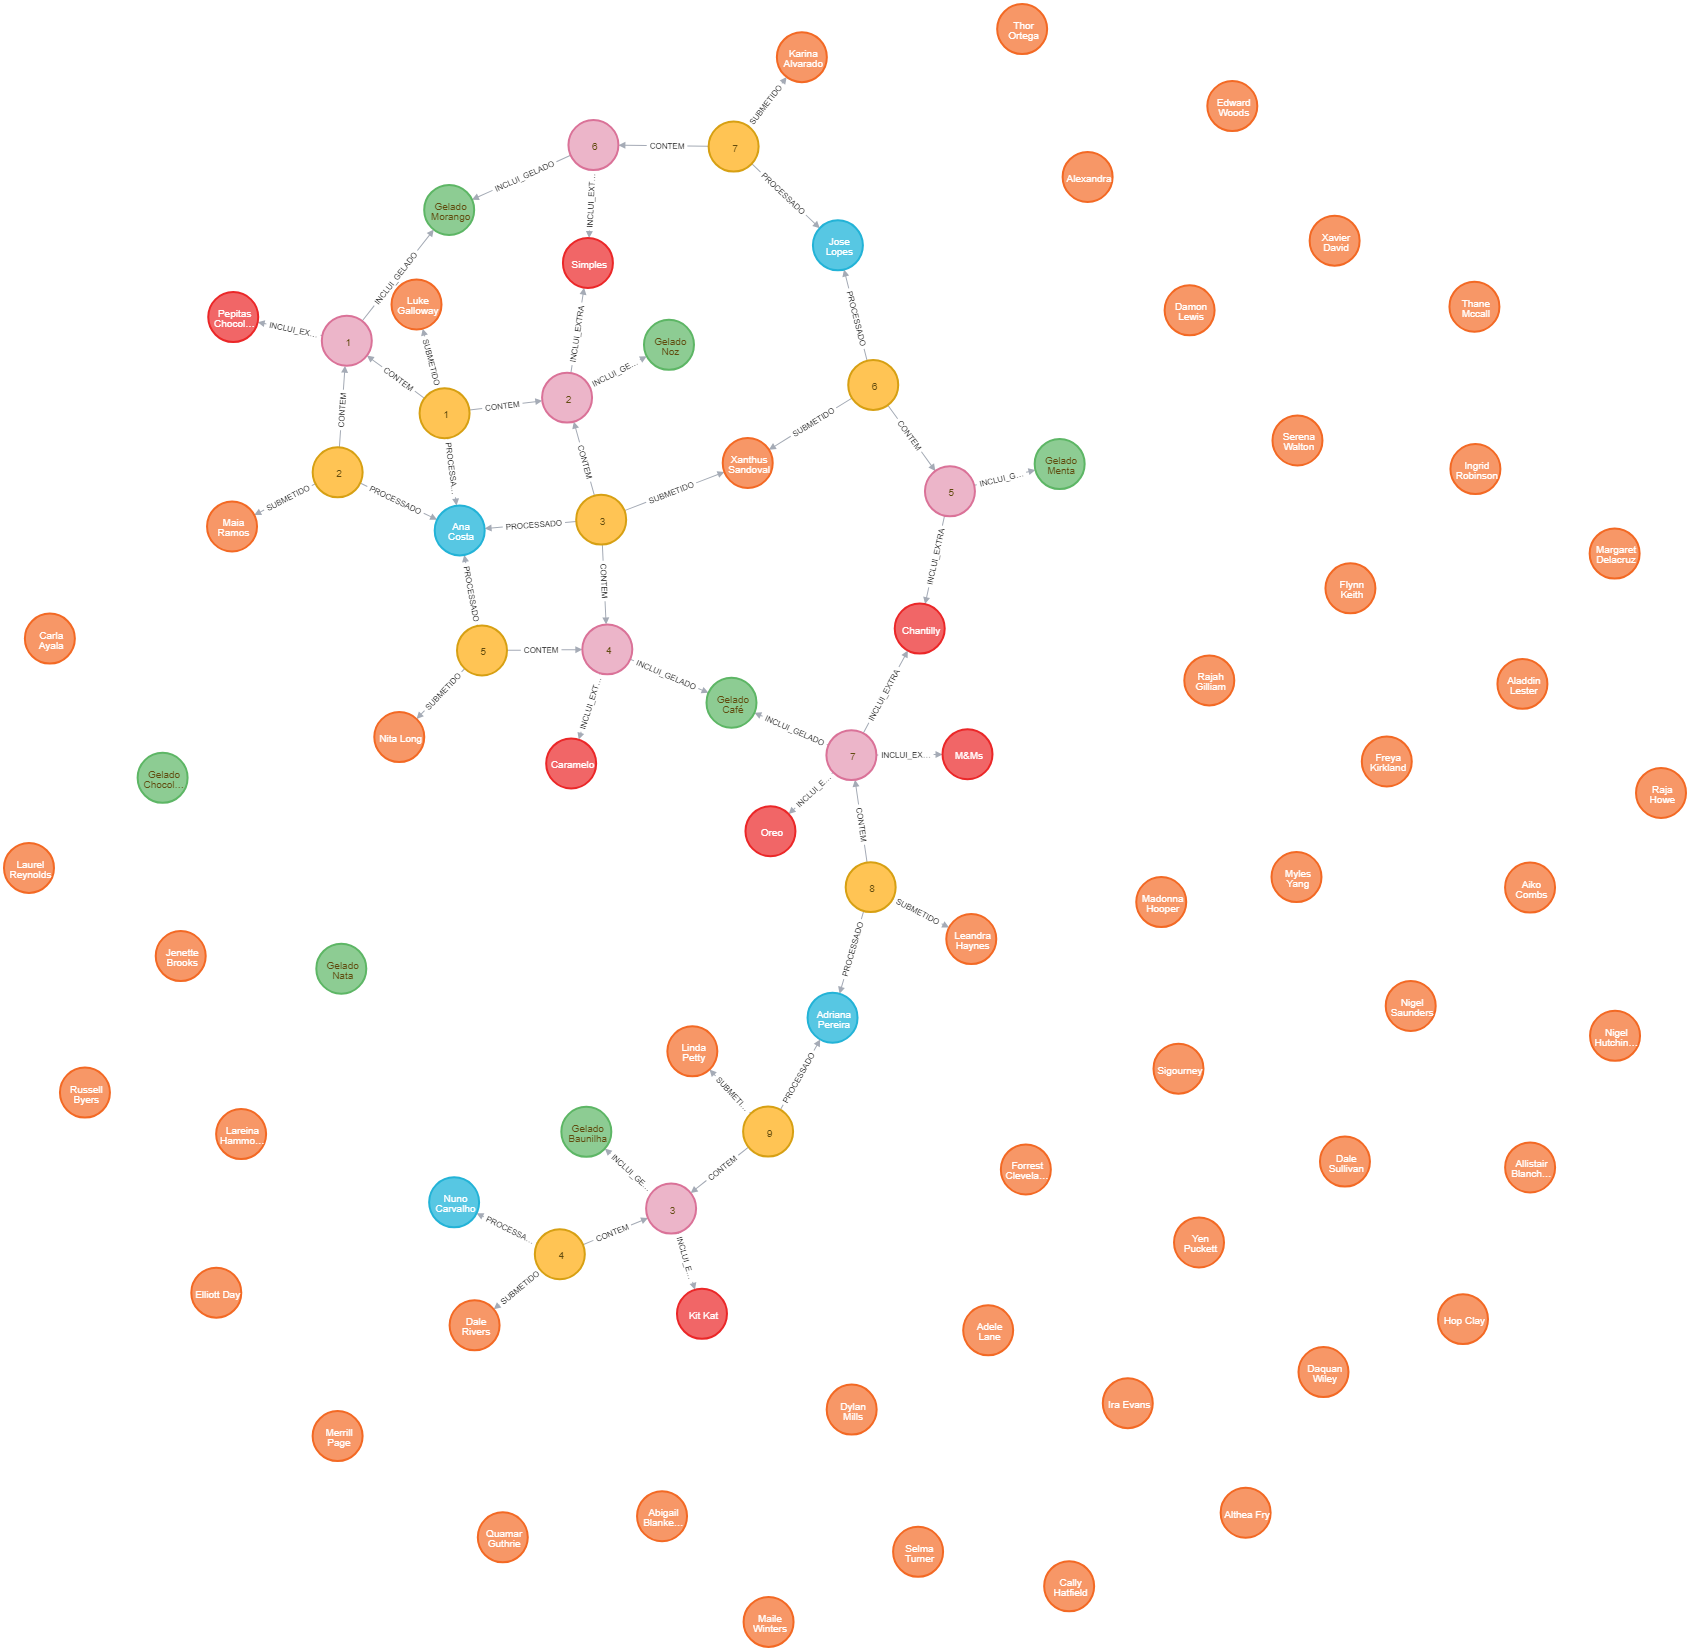 Thor
Ortega
Karina
Alvarado
Edward
Woods
SUBMETIDO
6
CONTEM
7
Alexandra
INCLUI_GELADO
PROCESSADO
INCLUI_EXT...
Gelado
Morango
Jose
Lopes
Xavier
David
Simples
INCLUI_GELADO
Luke
Galloway
Pepitas
Chocol...
INCLUI_EX...
PROCESSADO
Damon
Lewis
Thane
Mccall
1
SUBMETIDO
INCLUI_EXTRA
Gelado
Noz
INCLUI_GE...
CONTEM
6
2
CONTEM
1
CONTEM
CONTEM
SUBMETIDO
CONTEM
Serena
Walton
PROCESSA...
CONTEM
Xanthus
Sandoval
Gelado
Menta
Ingrid
Robinson
2
PROCESSADO
SUBMETIDO
SUBMETIDO
5
INCLUI_G...
Maia
Ramos
Ana
Costa
PROCESSADO
3
INCLUI_EXTRA
Margaret
Delacruz
PROCESSADO
CONTEM
Flynn
Keith
Carla
Ayala
Chantilly
5
CONTEM
4
INCLUI_GELADO
SUBMETIDO
INCLUI_EXT...
INCLUI_EXTRA
Rajah
Gilliam
Aladdin
Lester
Gelado
Café
INCLUI_GELADO
Nita Long
Caramelo
7
INCLUI_EX...
M&Ms
Freya
Kirkland
Gelado
Chocol...
INCLUI_E...
Raja
Howe
Oreo
CONTEM
Laurel
Reynolds
8
SUBMETIDO
Myles
Yang
Aiko
Combs
Madonna
Hooper
Leandra
Haynes
PROCESSADO
Jenette
Brooks
Gelado
Nata
Nigel
Saunders
Adriana
Pereira
Nigel
Hutchin...
Linda
Petty
PROCESSADO
SUBMETI...
Sigourney
Russell
Byers
Lareina
Hammo...
Gelado
Baunilha
9
INCLUI_GE...
CONTEM
Forrest
Clevela...
Dale
Sullivan
Allistair
Blanch...
Nuno
Carvalho
PROCESSA...
3
CONTEM
4
INCLUI_E...
Yen
Puckett
SUBMETIDO
Elliott Day
Dale
Rivers
Kit Kat
Adele
Lane
Hop Clay
Daquan
Wiley
Dylan
Mills
Ira Evans
Merrill
Page
Abigail
Blanke...
Althea Fry
Quamar
Guthrie
Selma
Turner
Cally
Hatfield
Maile
Winters